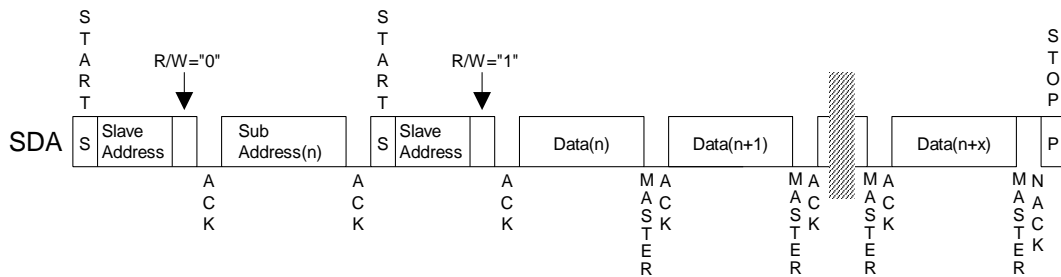 START
START
STOP
R/W="0"
R/W="1"
SDA
S
Slave
Address
Sub
Address(n)
S
Slave
Address
Data(n)
Data(n+1)
Data(n+x)
P
ACK
ACK
ACK
MASTER
ACK
MASTER
ACK
MASTER
ACK
MASTER
NACK